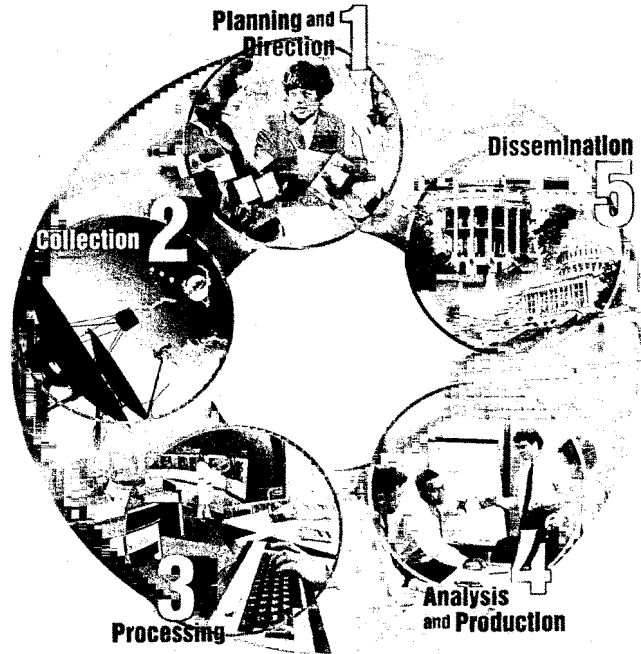 Planning and
Direction
1
Collection
2
3
Processing
4
Analysis
and Production
Dissemination
5